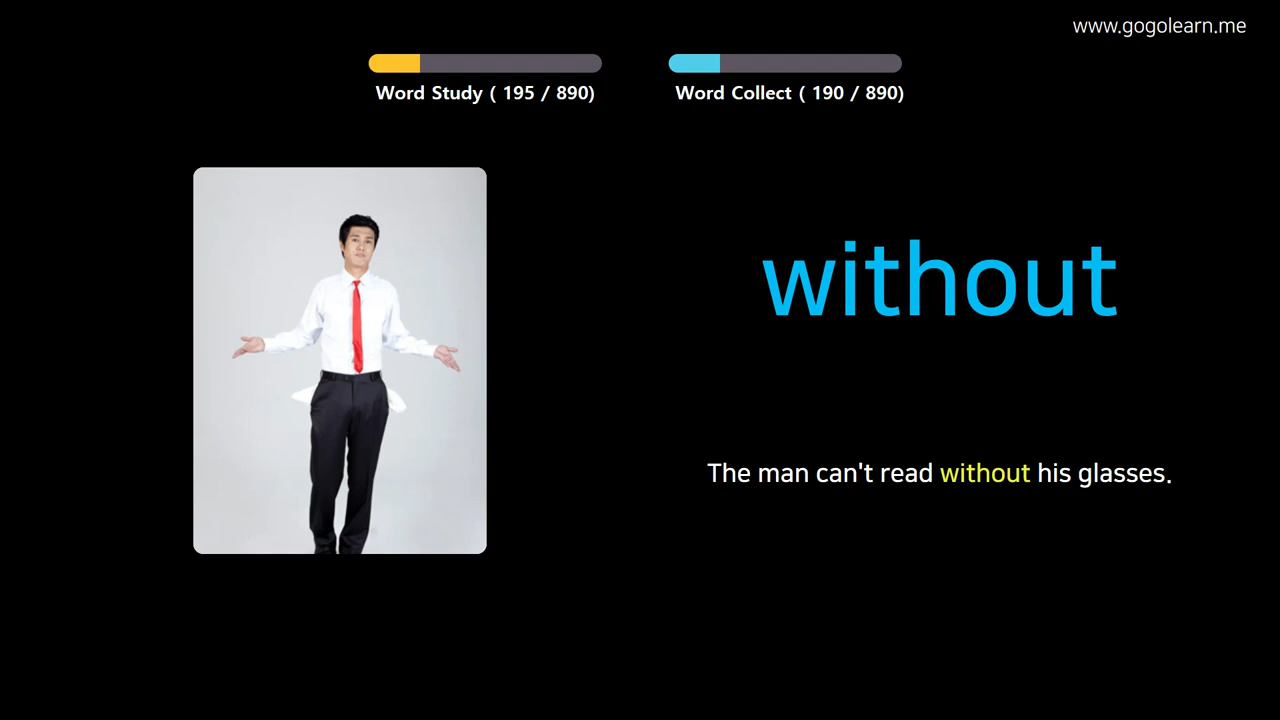 www.gogolearn.me
Word Study ( 195 / 890)
Word Collect ( 190 / 890)
without
The man can't read without his glasses.